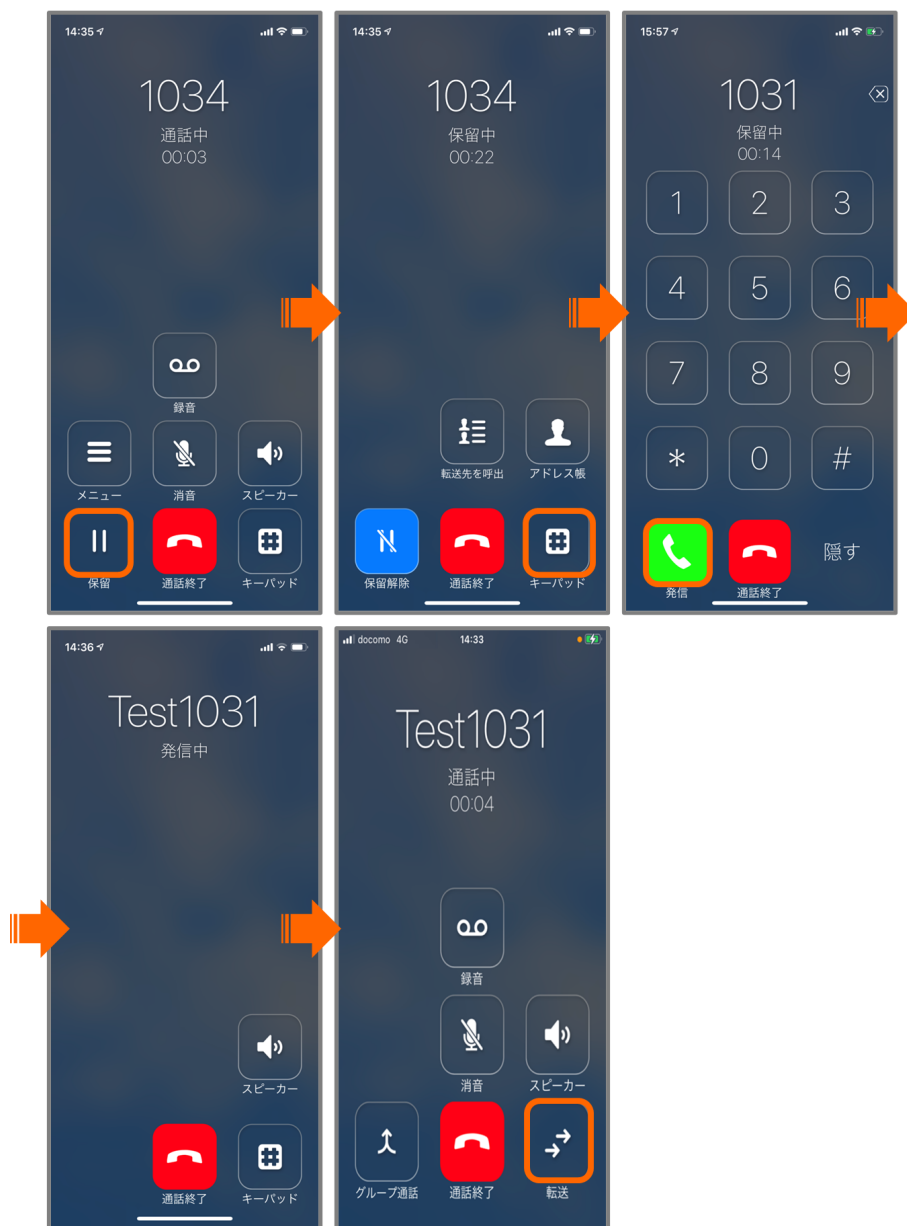 14:35
1034
通話中
00:03
録音
メニュー 消音 スピーカー
保留 通話終了 キーパッド
14:35
1034
保留中
00:22
転送先を呼出 アドレス帳
保留解除 通話終了 キーパッド
15:57
1031
保留中
00:14
1 2 3
4 5 6
7 8 9
* 0 #
隠す
発信 通話終了
14:36
Test1031
発信中
スピーカー
通話終了 キーパッド
docomo 4G 14:33
Test1031
通話中
00:04
録音
消音 スピーカー
グループ通話 通話終了 転送